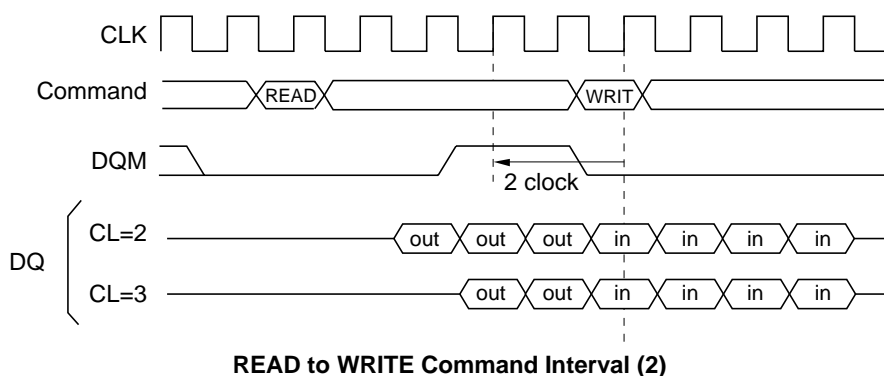 CLK
Command READ WRIT
DQM
2 clock
DQ
CL=2 out out out in in in in
CL=3 out out in in in in
READ to WRITE Command Interval (2)